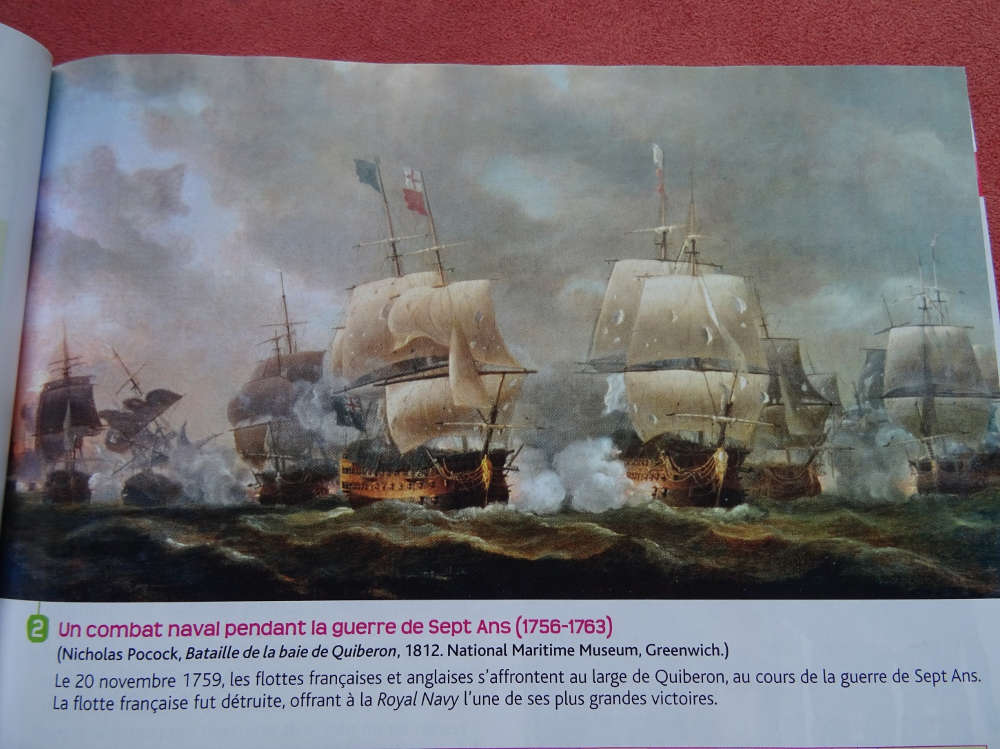 2 Un combat naval pendant la guerre de Sept Ans (1756-1763)
(Nicholas Pocock, Bataille de la baie de Quiberon, 1812. National Maritime Museum, Greenwich.)
Le 20 novembre 1759, les flottes françaises et anglaises s'affrontent au large de Quiberon, au cours de la guerre de Sept Ans.
La flotte française fut détruite, offrant à la Royal Navy l'une de ses plus grandes victoires.